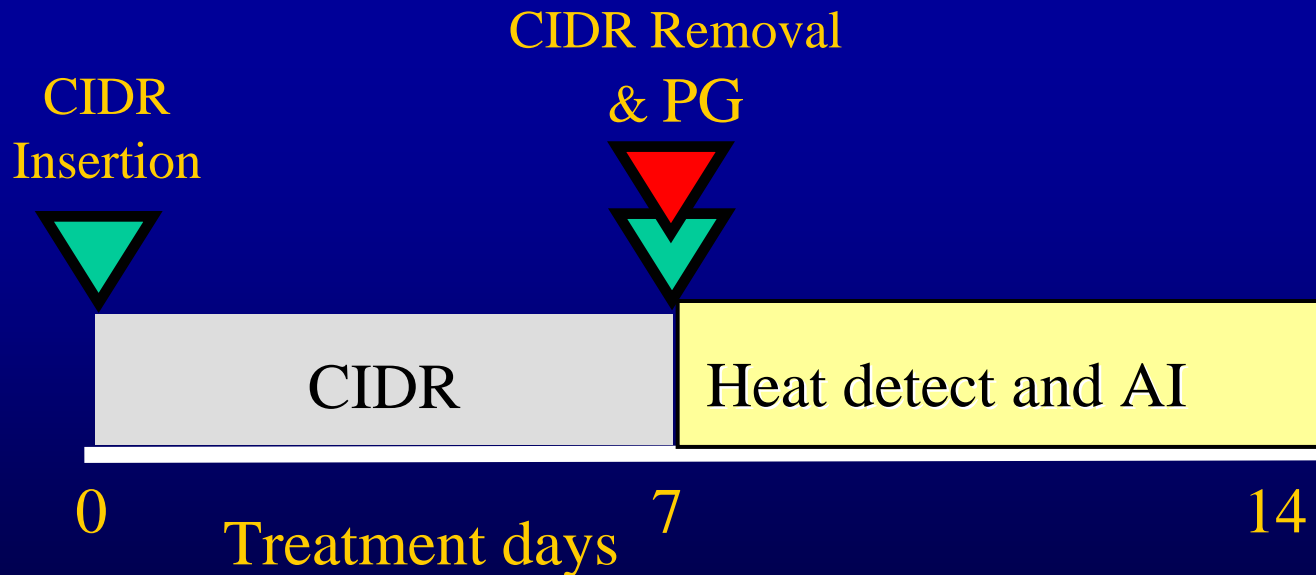 CIDR Removal
& PG
CIDR
Insertion
CIDR
Heat detect and AI
0
7
14
Treatment days